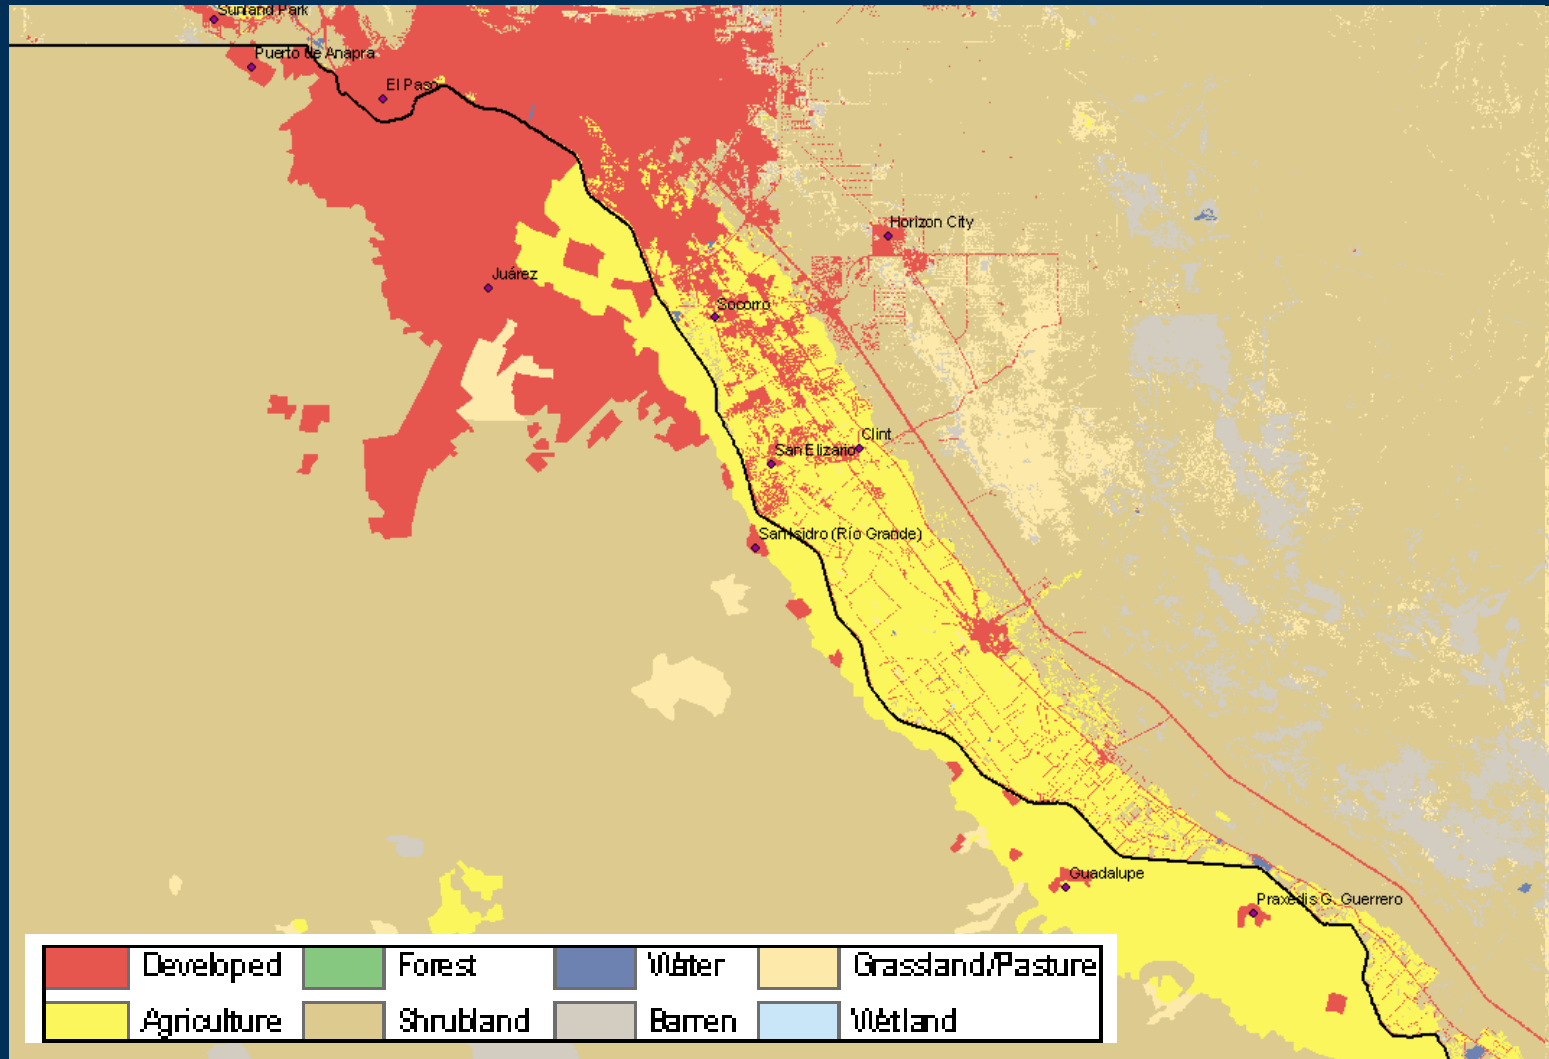 Sunland Park
Puerto de Anapra
El Paso
Horizon City
Juárez
Socorro
Clint
San Elizario
San Isidro (Río Grande)
Guadalupe
Praxedis G. Guerrero
Developed
Forest
Water
Grassland/Pasture
Agriculture
Shrubland
Barren
Wetland